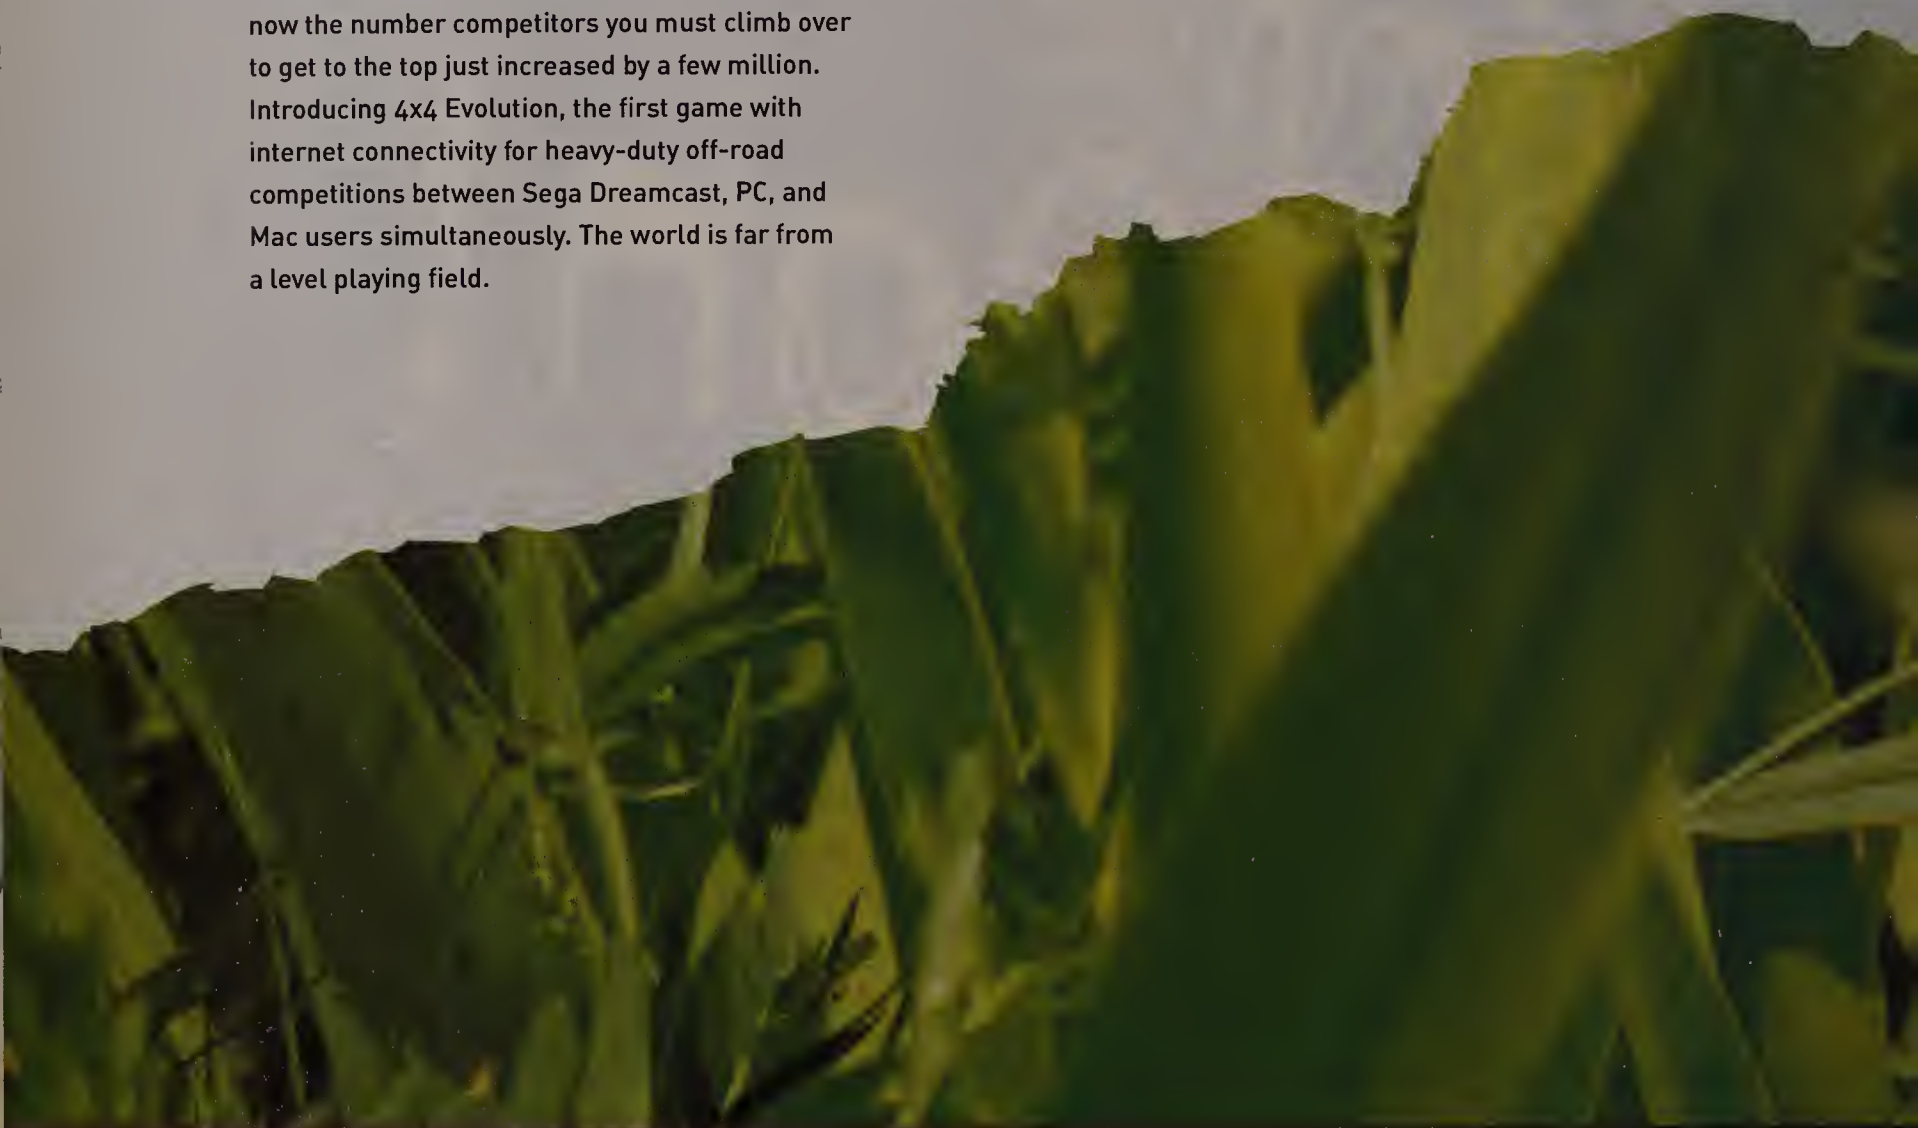 now the number competitors you must climb over
to get to the top just increased by a few million.
Introducing 4x4 Evolution, the first game with
internet connectivity for heavy-duty off-road
competitions between Sega Dreamcast, PC, and
Mac users simultaneously. The world is far from
a level playing field.